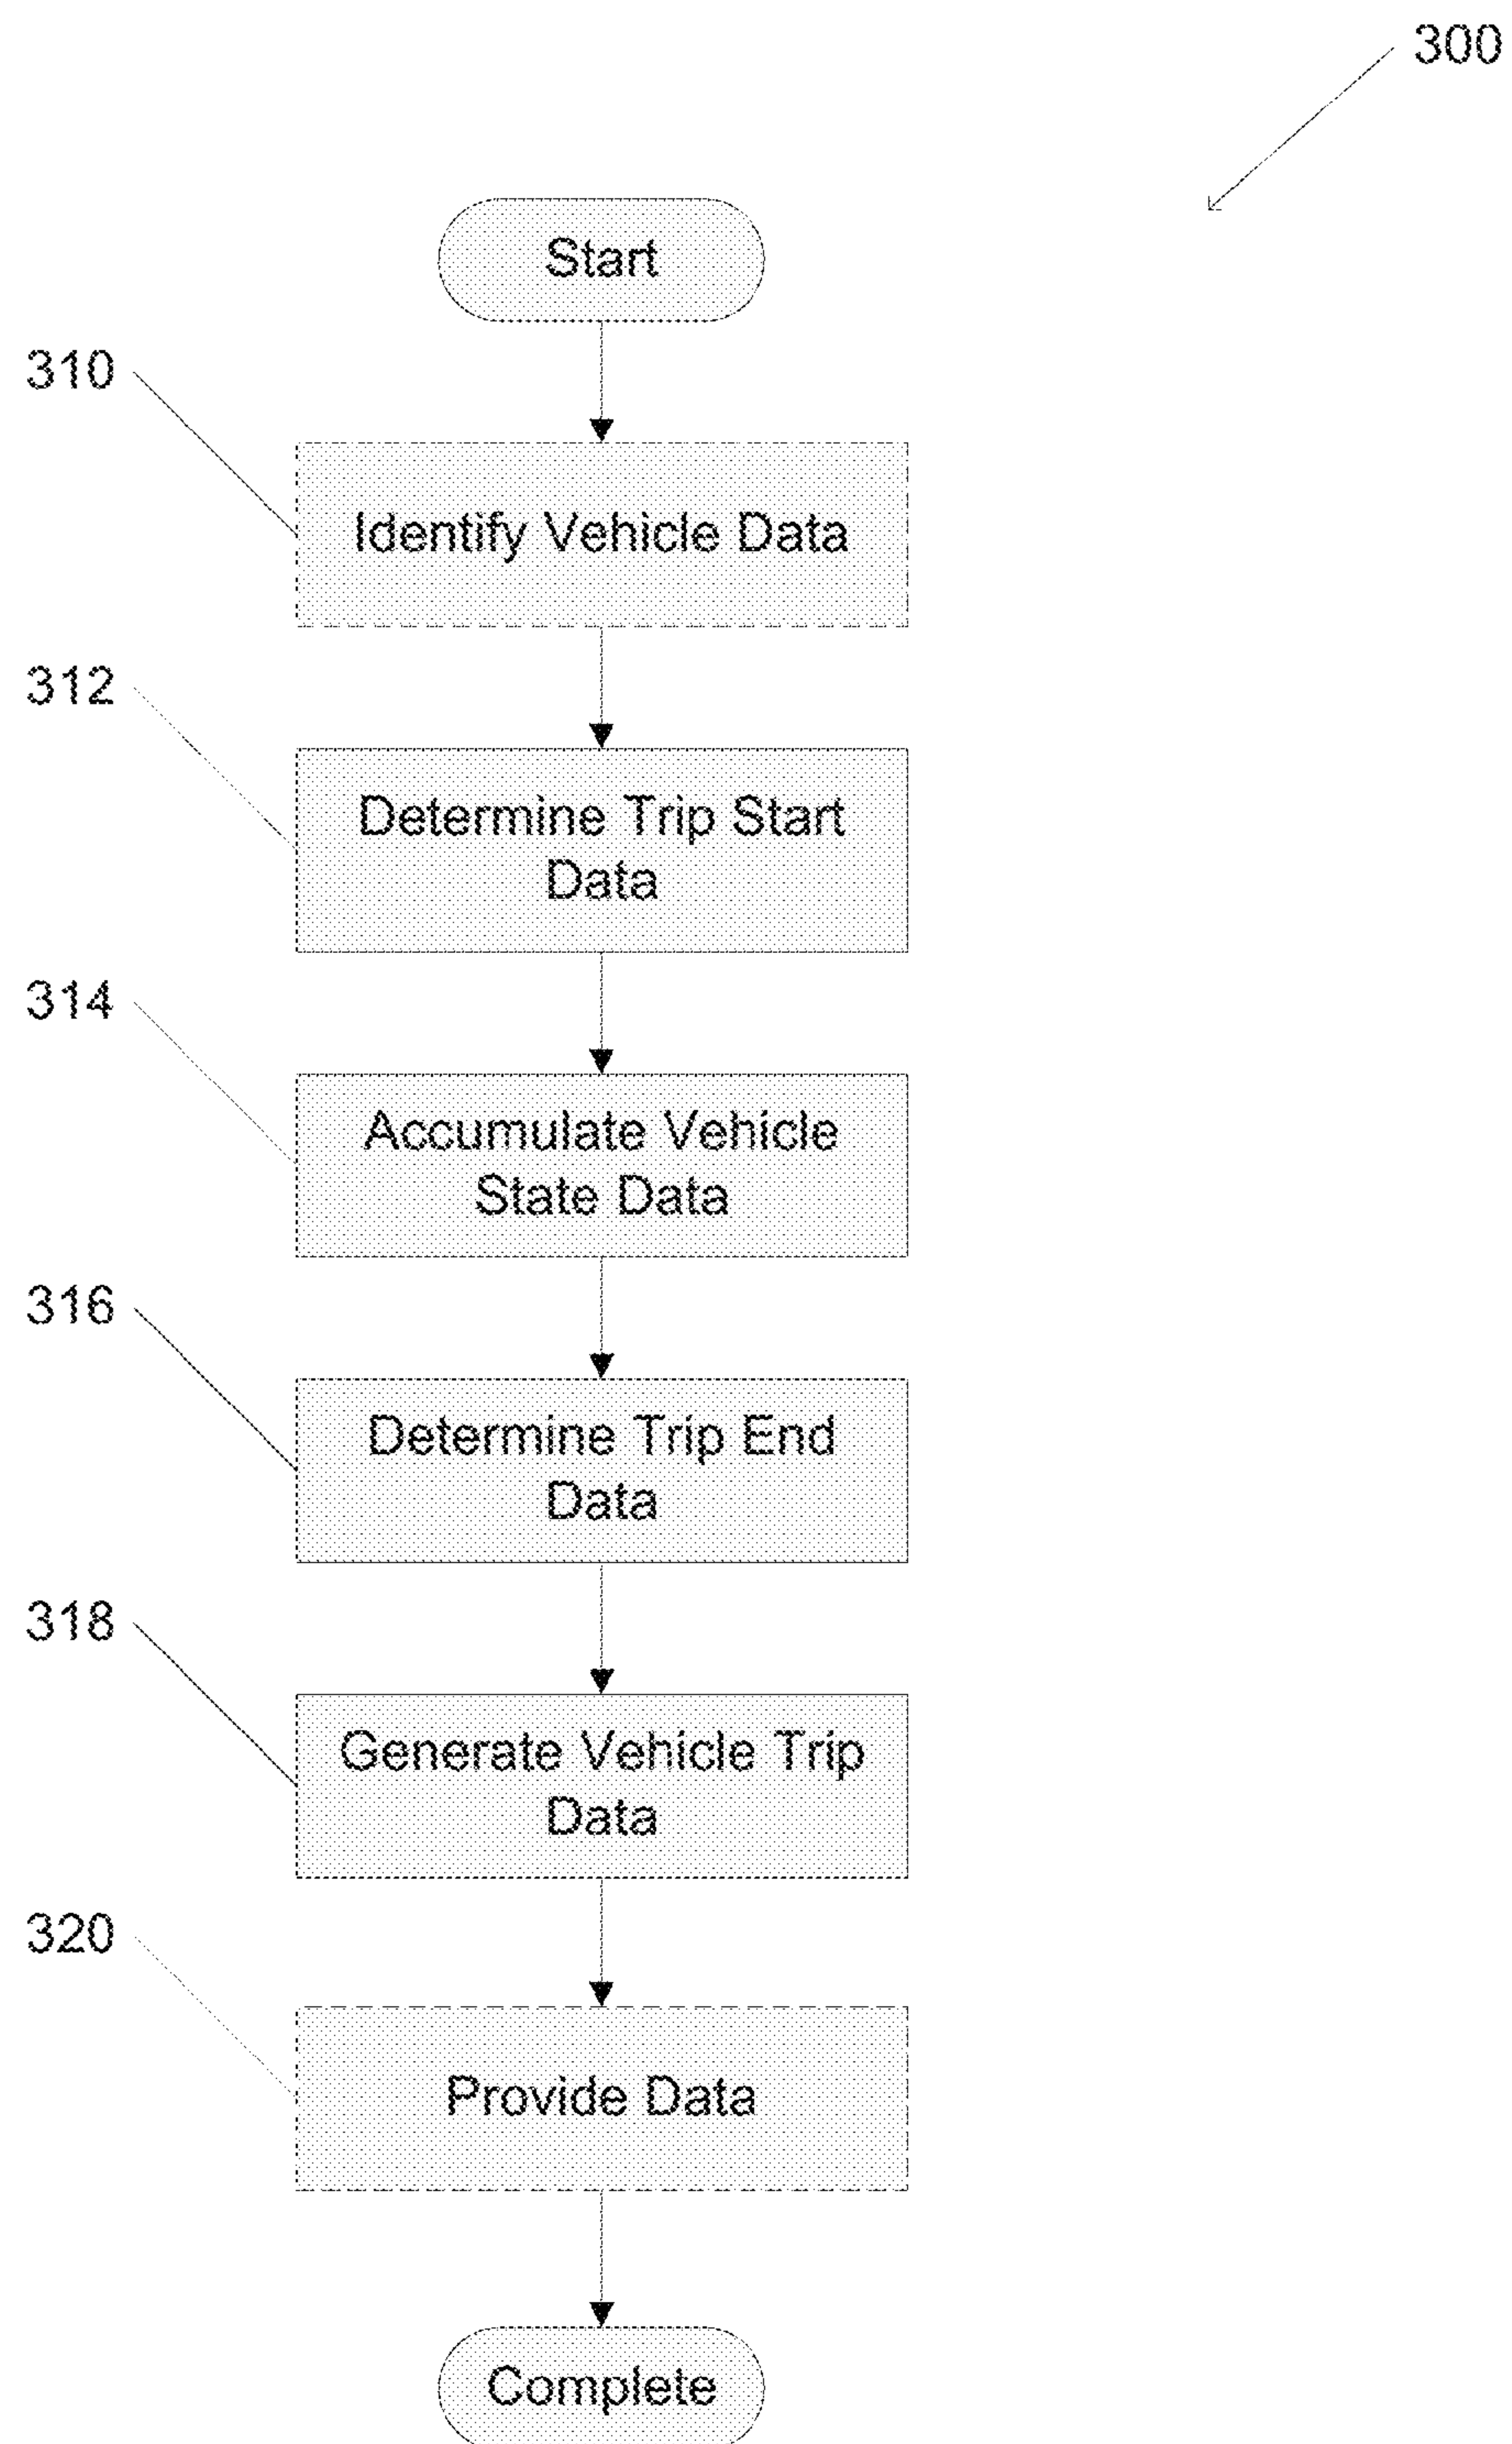 300
Start
310
Identify Vehicle Data
312
Determine Trip Start
Data
314
Accumulate Vehicle
State Data
316
Determine Trip End
Data
318
Generate Vehicle Trip
Data
320
Provide Data
Complete